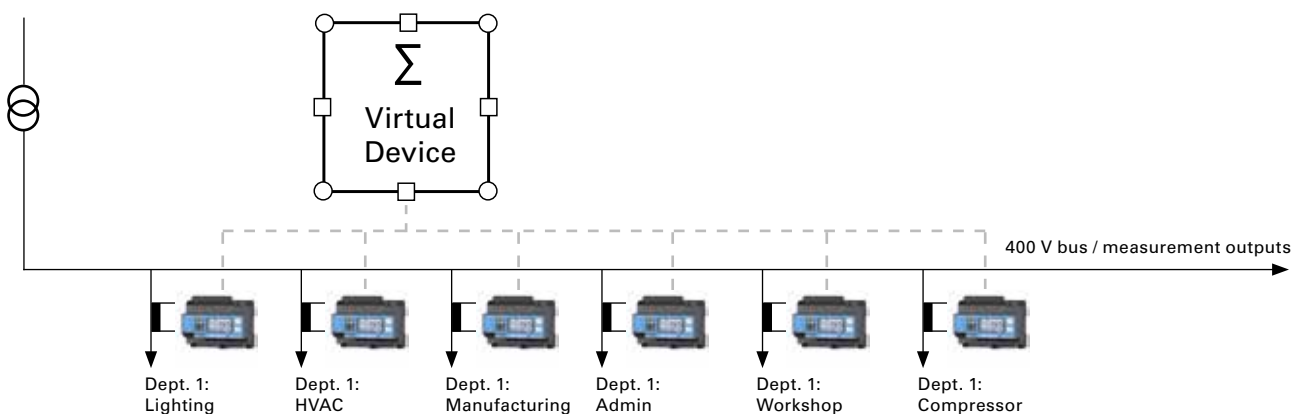 Σ
Virtual
Device
400 V bus / measurement outputs
Dept. 1:
Lighting
Dept. 1:
HVAC
Dept. 1:
Manufacturing
Dept. 1:
Admin
Dept. 1:
Workshop
Dept. 1:
Compressor